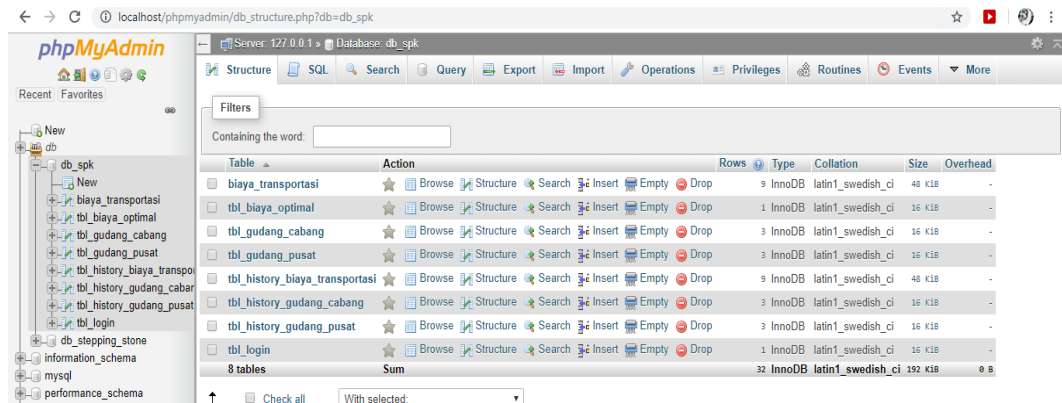 localhost/phpmyadmin/db_structure.php?db=db_spk
phpMyAdmin
Recent Favorites
New
db
db_spk
New
biaya_transportasi
tbl_biaya_optimal
tbl_gudang_cabang
tbl_gudang_pusat
tbl_history_biaya_transpor
tbl_history_gudang_cabar
tbl_history_gudang_pusat
tbl_login
db_stepping_stone
information_schema
mysql
performance_schema
Server: 127.0.0.1 » Database: db_spk
Structure SQL Search Query Export Import Operations Privileges Routines Events More
Filters
Containing the word:
Table Action Rows Type Collation Size Overhead
biaya_transportasi Browse Structure Search Insert Empty Drop 9 InnoDB latin1_swedish_ci 48 KiB -
tbl_biaya_optimal Browse Structure Search Insert Empty Drop 1 InnoDB latin1_swedish_ci 16 KiB -
tbl_gudang_cabang Browse Structure Search Insert Empty Drop 3 InnoDB latin1_swedish_ci 16 KiB -
tbl_gudang_pusat Browse Structure Search Insert Empty Drop 3 InnoDB latin1_swedish_ci 16 KiB -
tbl_history_biaya_transportasi Browse Structure Search Insert Empty Drop 9 InnoDB latin1_swedish_ci 48 KiB -
tbl_history_gudang_cabang Browse Structure Search Insert Empty Drop 3 InnoDB latin1_swedish_ci 16 KiB -
tbl_history_gudang_pusat Browse Structure Search Insert Empty Drop 3 InnoDB latin1_swedish_ci 16 KiB -
tbl_login Browse Structure Search Insert Empty Drop 1 InnoDB latin1_swedish_ci 16 KiB -
8 tables Sum 32 InnoDB latin1_swedish_ci 192 KiB 0 B
Check all With selected: